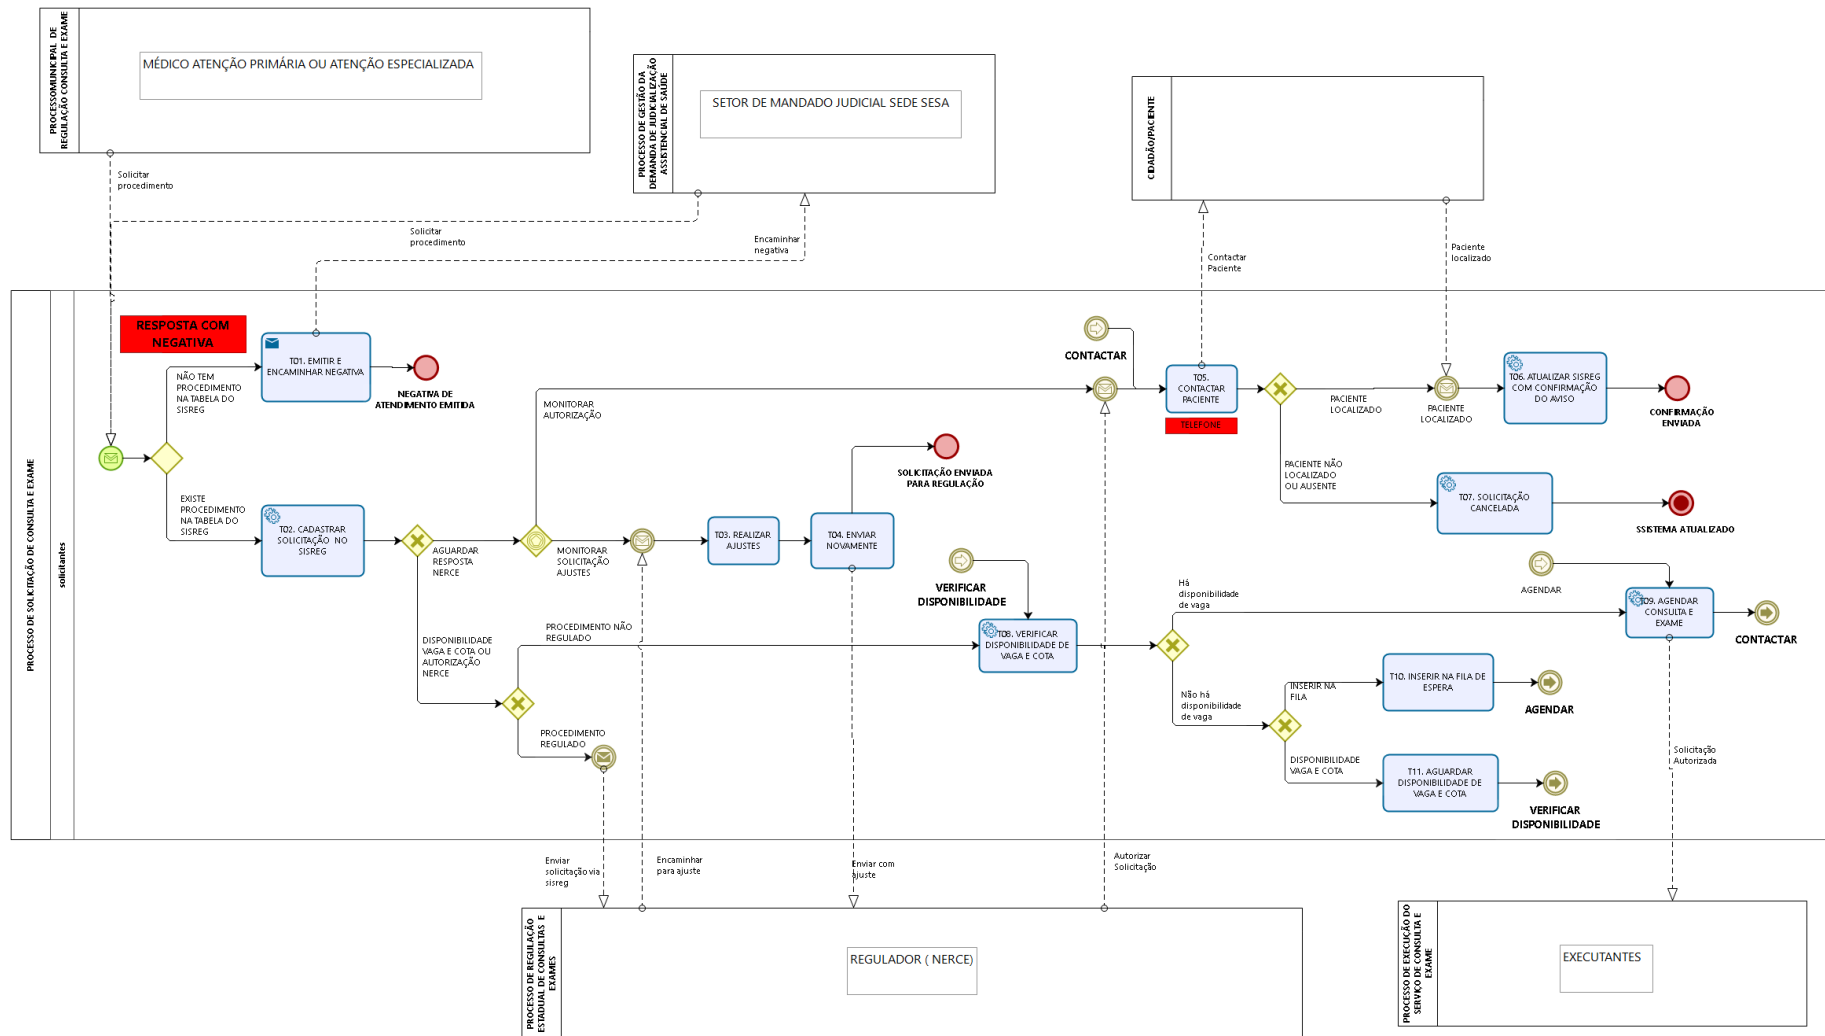 PROCESSOMUNICIPAL DE
REGULAÇÃO CONSULTA E EXAME
MÉDICO ATENÇÃO PRIMÁRIA OU ATENÇÃO ESPECIALIZADA
PROCESSO DE GESTÃO DA
DEMANDA DE JUDICIALIZAÇÃO
ASSISTENCIAL DE SAÚDE
SETOR DE MANDADO JUDICIAL SEDE SESA
CIDADÃO/PACIENTE
Solicitar
procedimento
Solicitar
procedimento
Encaminhar
negativa
Contactar
Paciente
Paciente
localizado
PROCESSO DE SOLICITAÇÃO DE CONSULTA E EXAME
solicitantes
RESPOSTA COM
NEGATIVA
NÃO TEM
PROCEDIMENTO
NA TABELA DO
SISREG
T01. EMITIR E
ENCAMINHAR NEGATIVA
NEGATIVA DE
ATENDIMENTO EMITIDA
EXISTE
PROCEDIMENTO
NA TABELA DO
SISREG
T02. CADASTRAR
SOLICITAÇÃO NO
SISREG
AGUARDAR
RESPOSTA
NERCE
MONITORAR
AUTORIZAÇÃO
MONITORAR
SOLICITAÇÃO
AJUSTES
T03. REALIZAR
AJUSTES
T04. ENVIAR
NOVAMENTE
SOLICITAÇÃO ENVIADA
PARA REGULAÇÃO
CONTACTAR
T05.
CONTACTAR
PACIENTE
TELEFONE
PACIENTE
LOCALIZADO
PACIENTE
LOCALIZADO
T06. ATUALIZAR SISREG
COM CONFIRMAÇÃO
DO AVISO
CONFIRMAÇÃO
ENVIADA
PACIENTE NÃO
LOCALIZADO
OU AUSENTE
T07. SOLICITAÇÃO
CANCELADA
SSISTEMA ATUALIZADO
DISPONIBILIDADE
VAGA E COTA OU
AUTORIZAÇÃO
NERCE
PROCEDIMENTO NÃO
REGULADO
PROCEDIMENTO
REGULADO
VERIFICAR
DISPONIBILIDADE
T08. VERIFICAR
DISPONIBILIDADE DE
VAGA E COTA
Há
disponibilidade
de vaga
Não há
disponibilidade
de vaga
AGENDAR
T09. AGENDAR
CONSULTA E
EXAME
CONTACTAR
INSERIR NA
FILA
T10. INSERIR NA FILA DE
ESPERA
AGENDAR
DISPONIBILIDADE
VAGA E COTA
T11. AGUARDAR
DISPONIBILIDADE DE
VAGA E COTA
VERIFICAR
DISPONIBILIDADE
Solicitação
Autorizada
Enviar
solicitação via
sisreg
Encaminhar
para ajuste
Enviar com
ajuste
Autorizar
Solicitação
PROCESSO DE REGULAÇÃO
ESTADUAL DE CONSULTAS E
EXAMES
REGULADOR ( NERCE)
PROCESSO DE EXECUÇÃO DO
SERVIÇO DE CONSULTA E
EXAME
EXECUTANTES